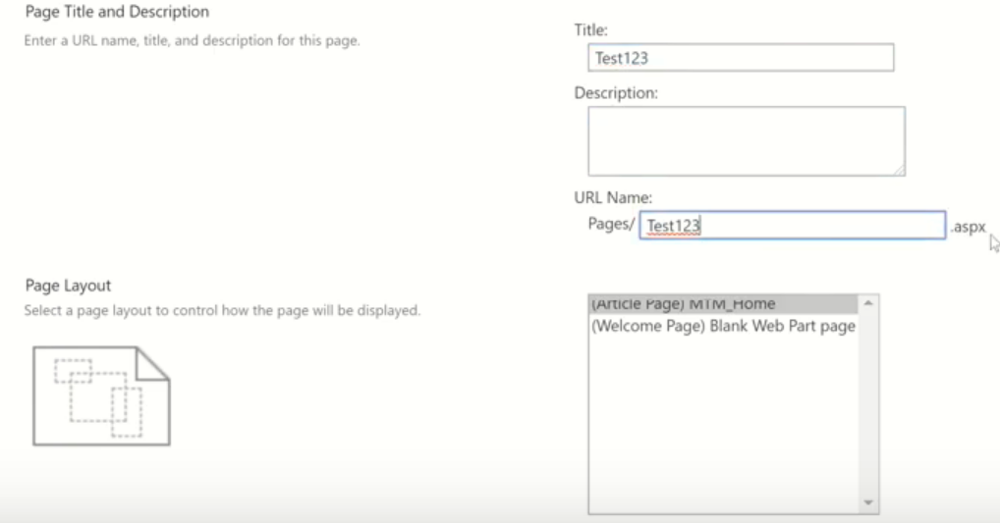 Page Title and Description
Enter a URL name, title, and description for this page.
Title:
Test123
Description:
URL Name:
Pages/ Test123 .aspx
Page Layout
Select a page layout to control how the page will be displayed.
(Article Page) MTM_Home
(Welcome Page) Blank Web Part page